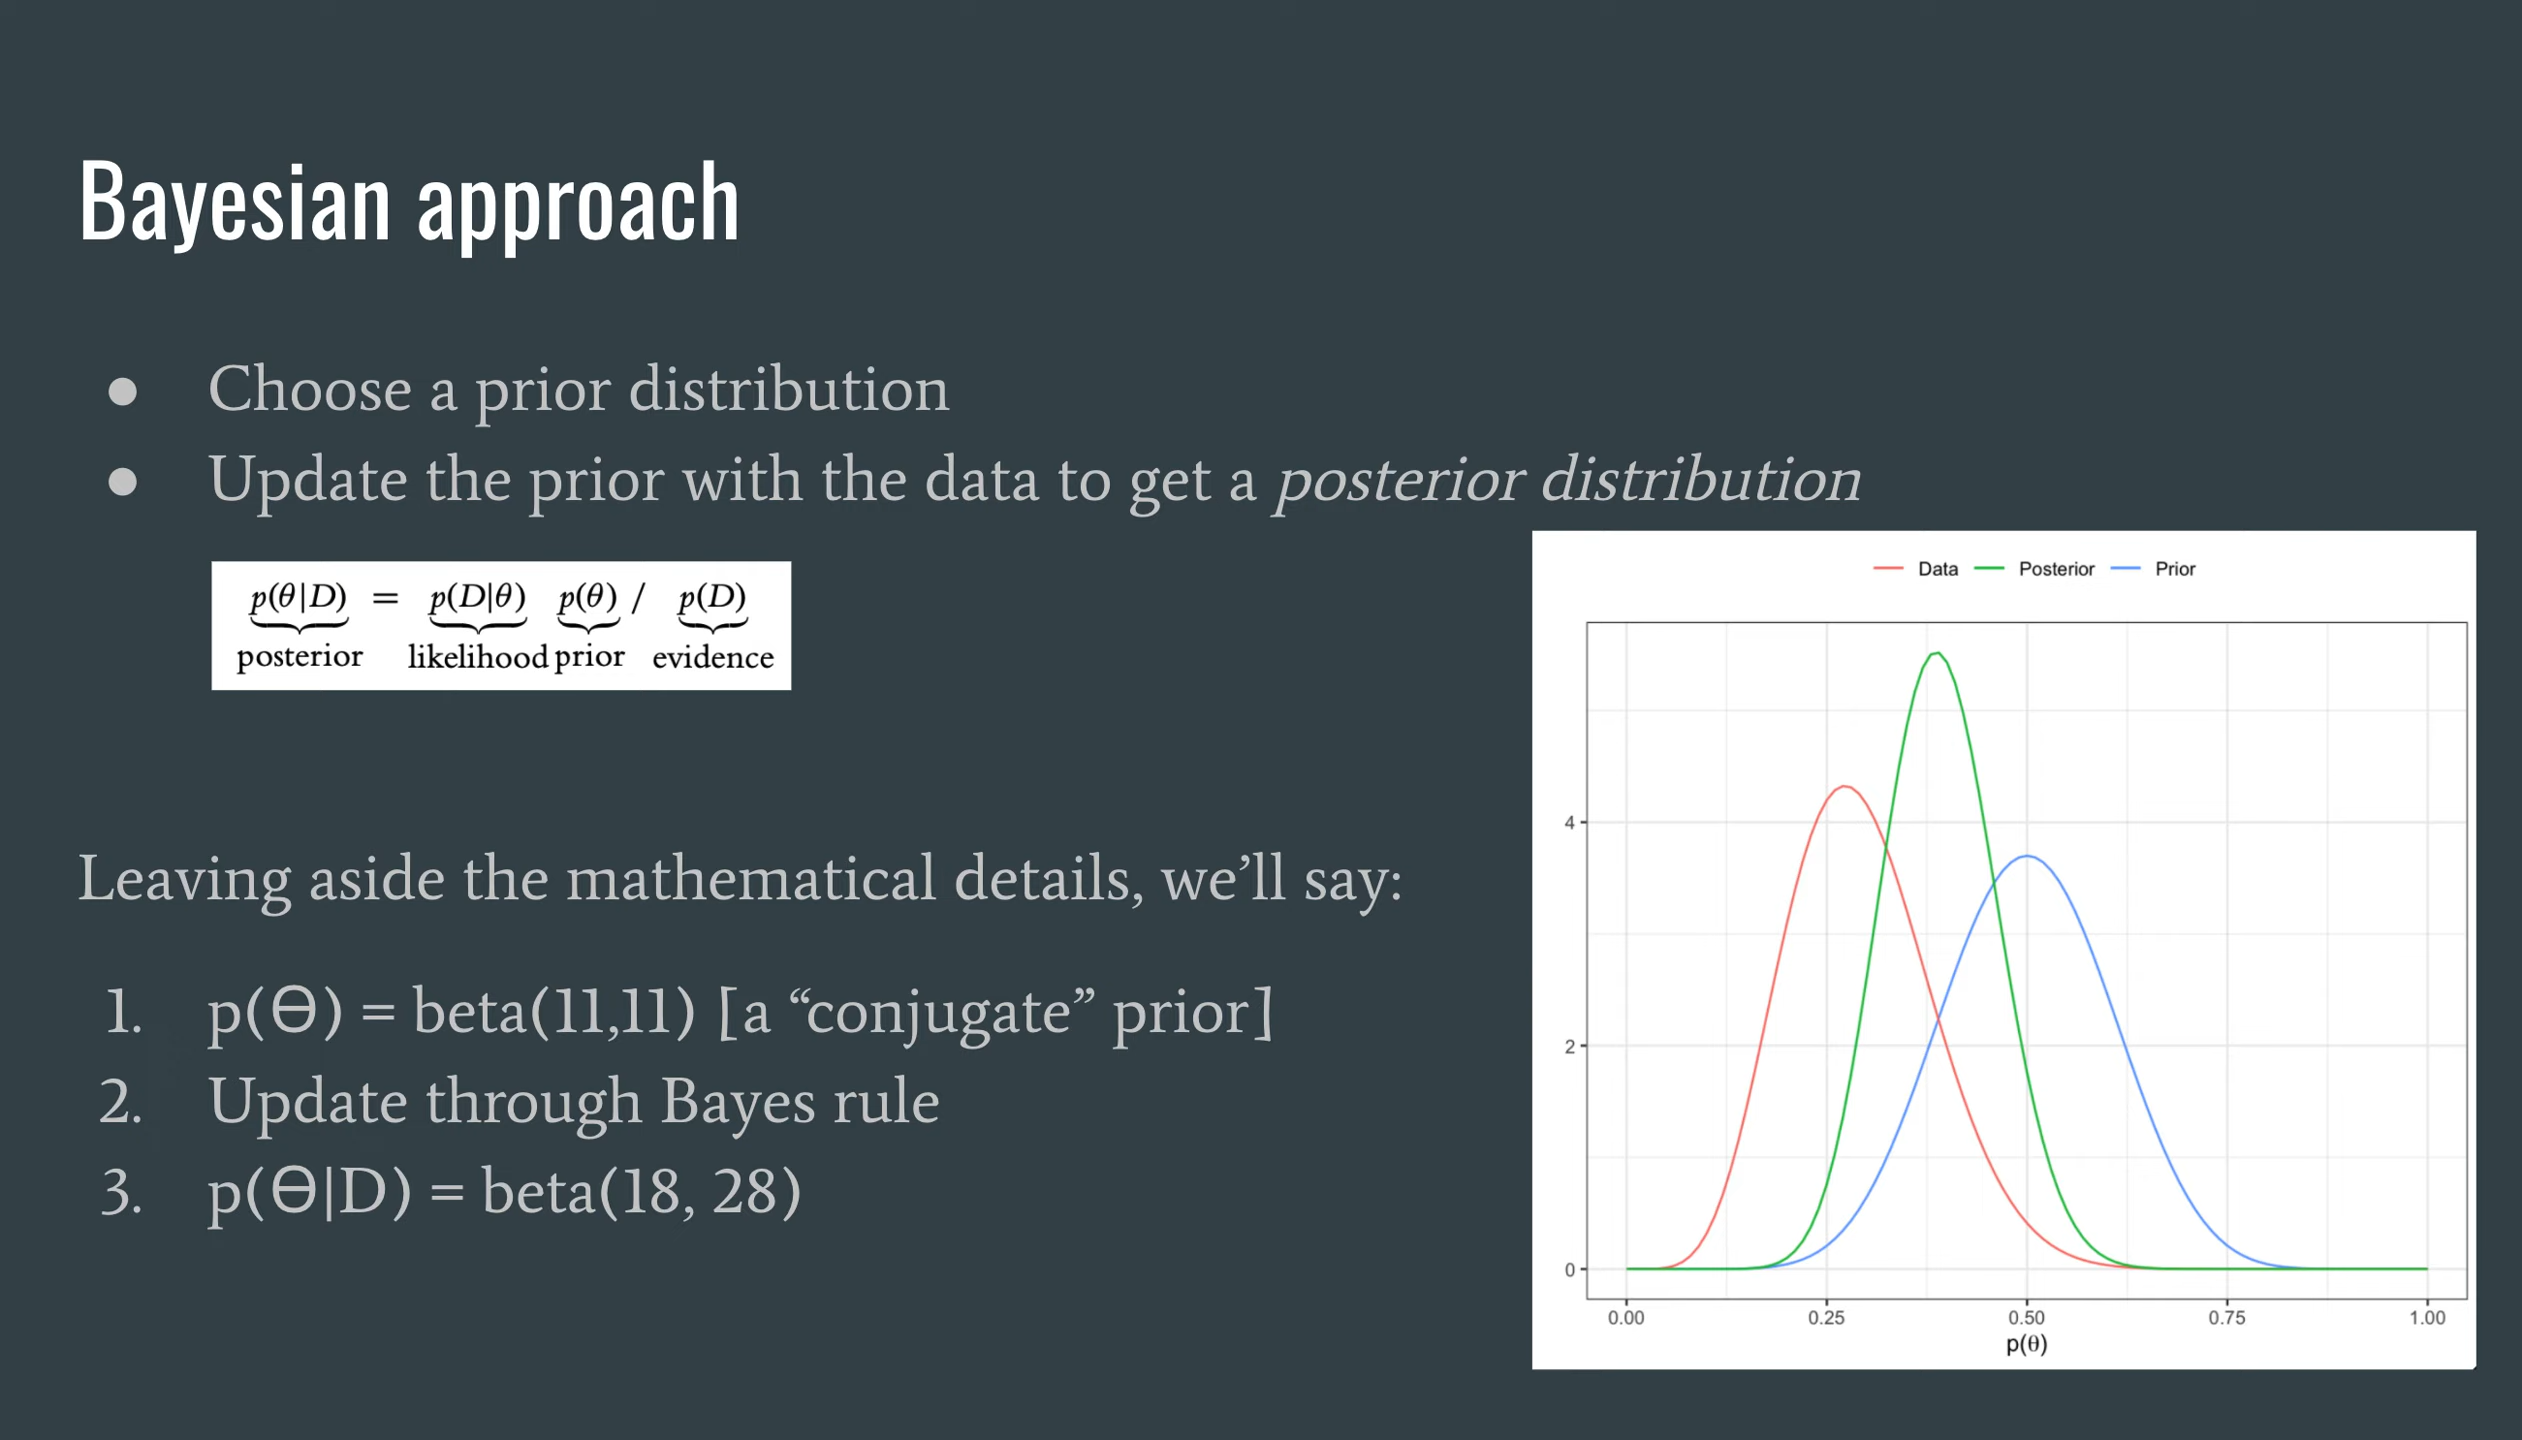 Bayesian approach
● Choose a prior distribution
● Update the prior with the data to get a posterior distribution
p(θ|D) = p(D|θ) p(θ) / p(D)
posterior likelihood prior evidence
Leaving aside the mathematical details, we’ll say:
1. p(Θ) = beta(11,11) [a “conjugate” prior]
2. Update through Bayes rule
3. p(Θ|D) = beta(18, 28)
Data Posterior Prior
4
2
0
0.00 0.25 0.50 0.75 1.00
p(θ)